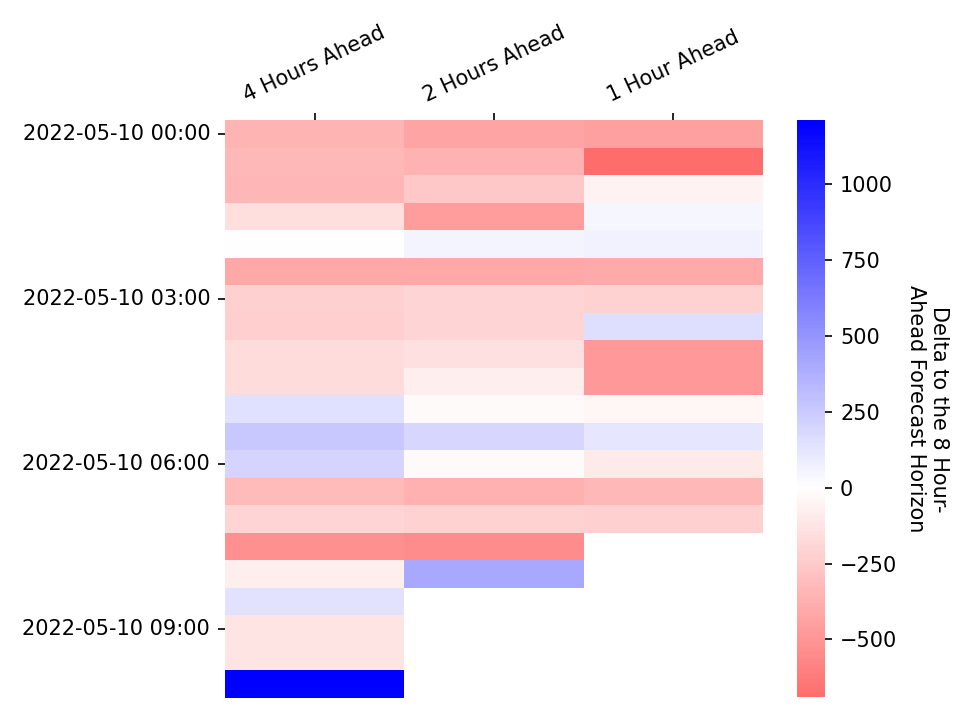 4 Hours Ahead
2 Hours Ahead
1 Hour Ahead
2022-05-10 00:00
2022-05-10 03:00
2022-05-10 06:00
2022-05-10 09:00
1000
750
500
250
0
−250
−500
Delta to the 8 Hour-
Ahead Forecast Horizon